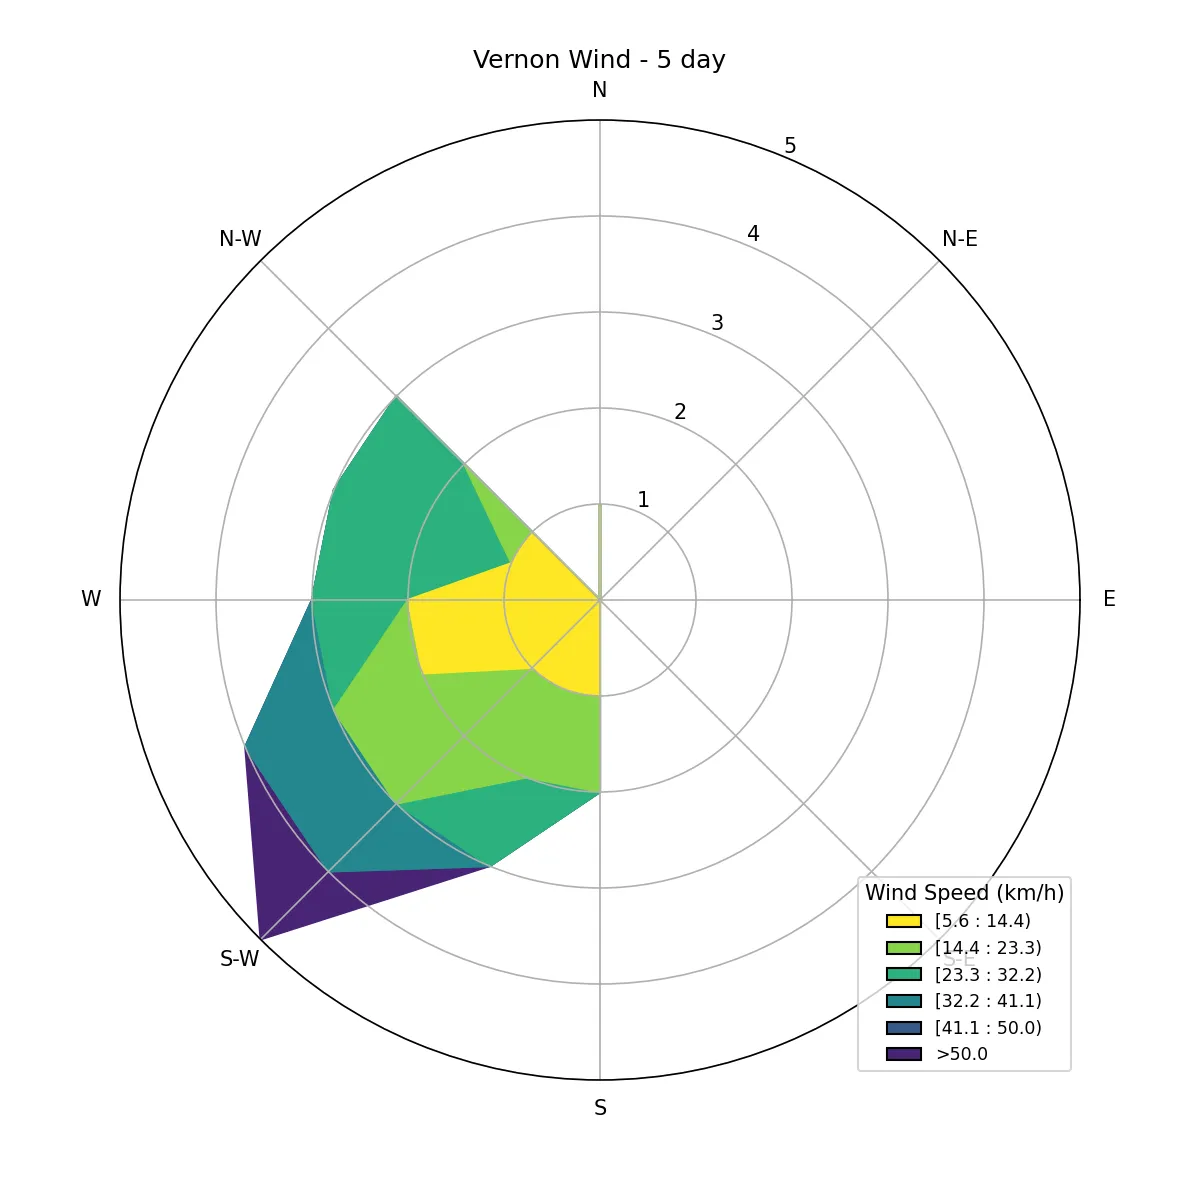 Vernon Wind - 5 day
N
5
N-W
N-E
4
3
2
1
W
E
S-W
S-E
Wind Speed (km/h)
[5.6 : 14.4)
[14.4 : 23.3)
[23.3 : 32.2)
[32.2 : 41.1)
[41.1 : 50.0)
>50.0
S